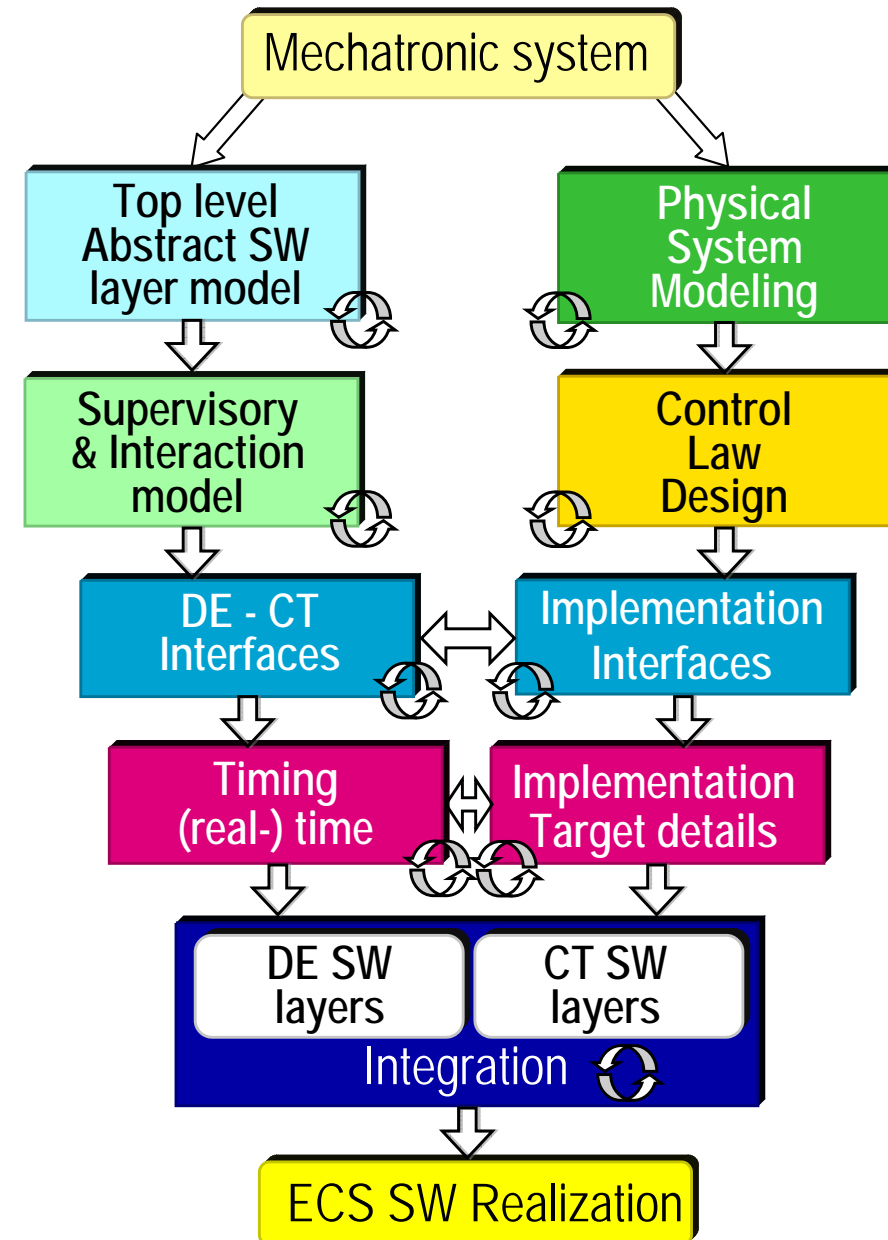 Mechatronic system
Top level
Abstract SW
layer model
Physical
System
Modeling
Supervisory
& Interaction
model
Control
Law
Design
DE - CT
Interfaces
Implementation
Interfaces
Timing
(real-) time
Implementation
Target details
DE SW
layers
CT SW
layers
Integration
ECS SW Realization